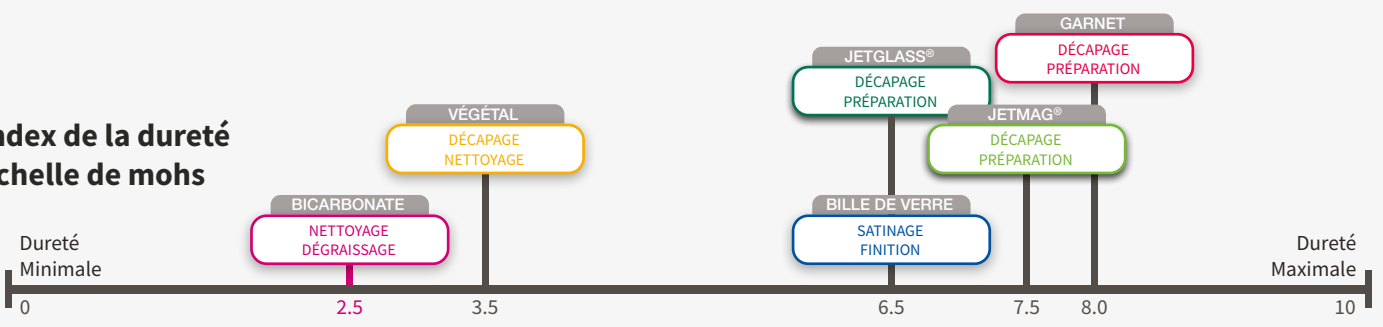 ndex de la dureté
chelle de mohs
Dureté
Minimale
BICARBONATE
NETTOYAGE
DÉGRAISSAGE
VÉGÉTAL
DÉCAPAGE
NETTOYAGE
JETGLASS®
DÉCAPAGE
PRÉPARATION
BILLE DE VERRE
SATINAGE
FINITION
JETMAG®
DÉCAPAGE
PRÉPARATION
GARNET
DÉCAPAGE
PRÉPARATION
Dureté
Maximale
0
2.5
3.5
6.5
7.5
8.0
10